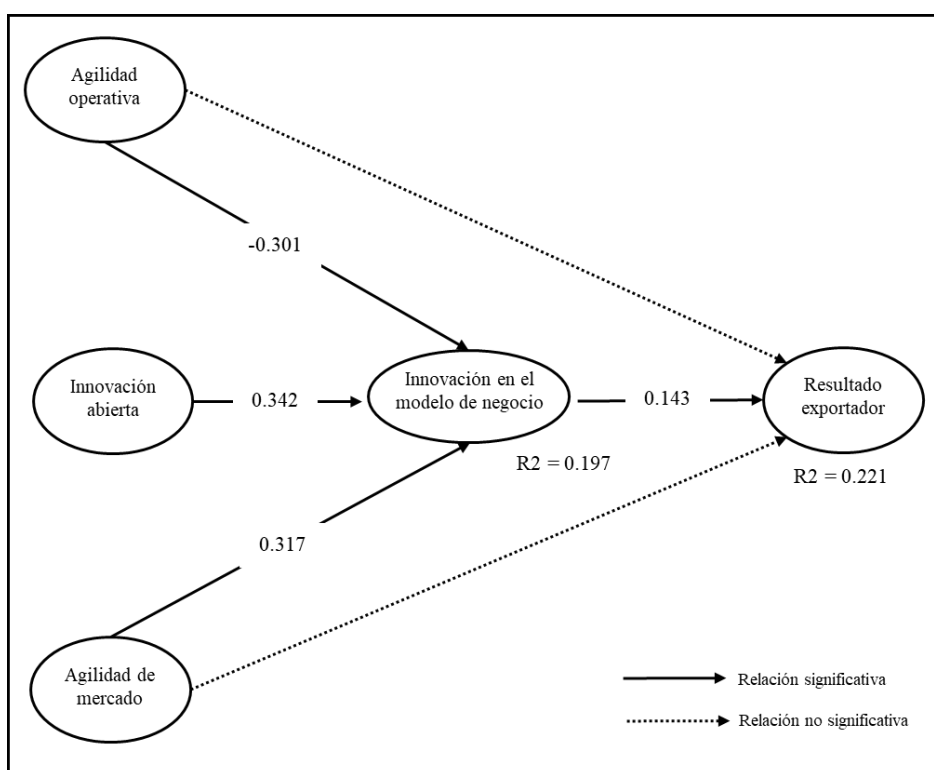 Agilidad
operativa
-0.301
Innovación
abierta
0.342
Innovación en el
modelo de negocio
0.143
Resultado
exportador
R2 = 0.197
R2 = 0.221
0.317
Agilidad de
mercado
Relación significativa
Relación no significativa